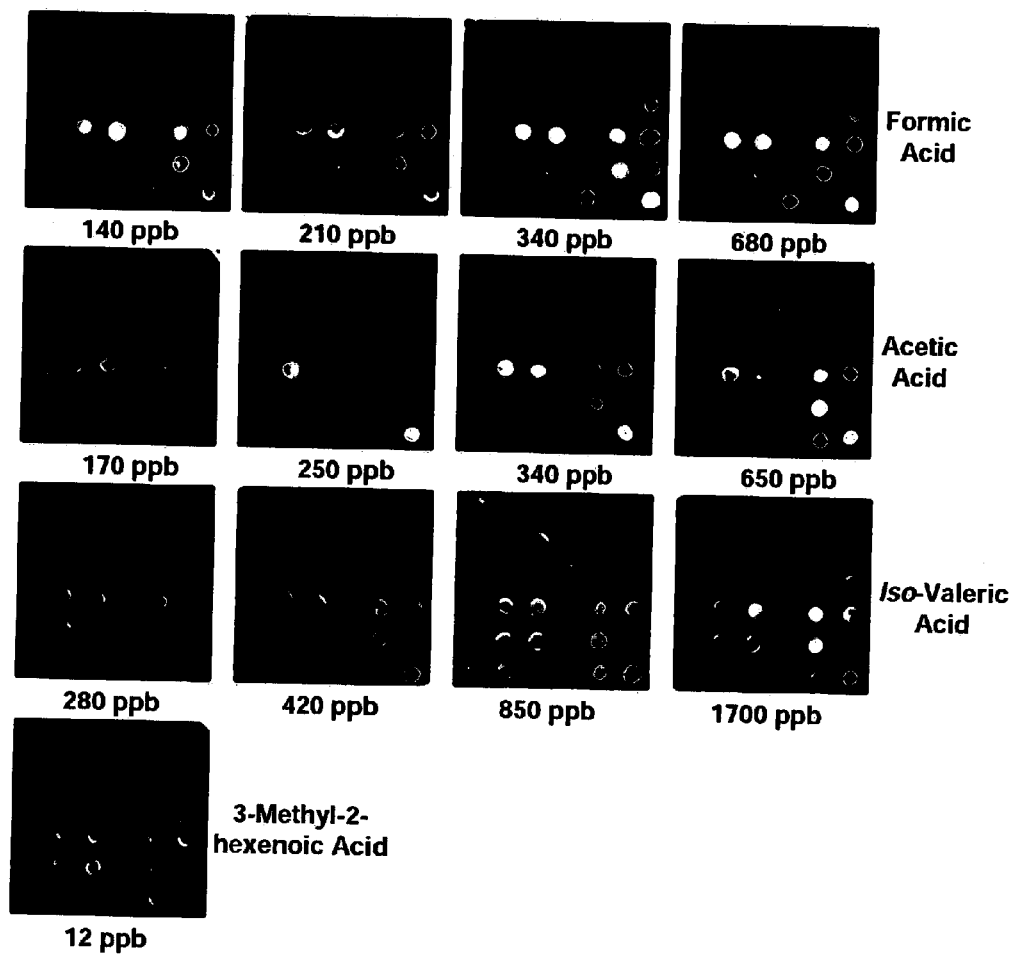 Formic
Acid
140 ppb
210 ppb
340 ppb
680 ppb
Acetic
Acid
170 ppb
250 ppb
340 ppb
650 ppb
Iso-Valeric
Acid
280 ppb
420 ppb
850 ppb
1700 ppb
3-Methyl-2-
hexenoic Acid
12 ppb